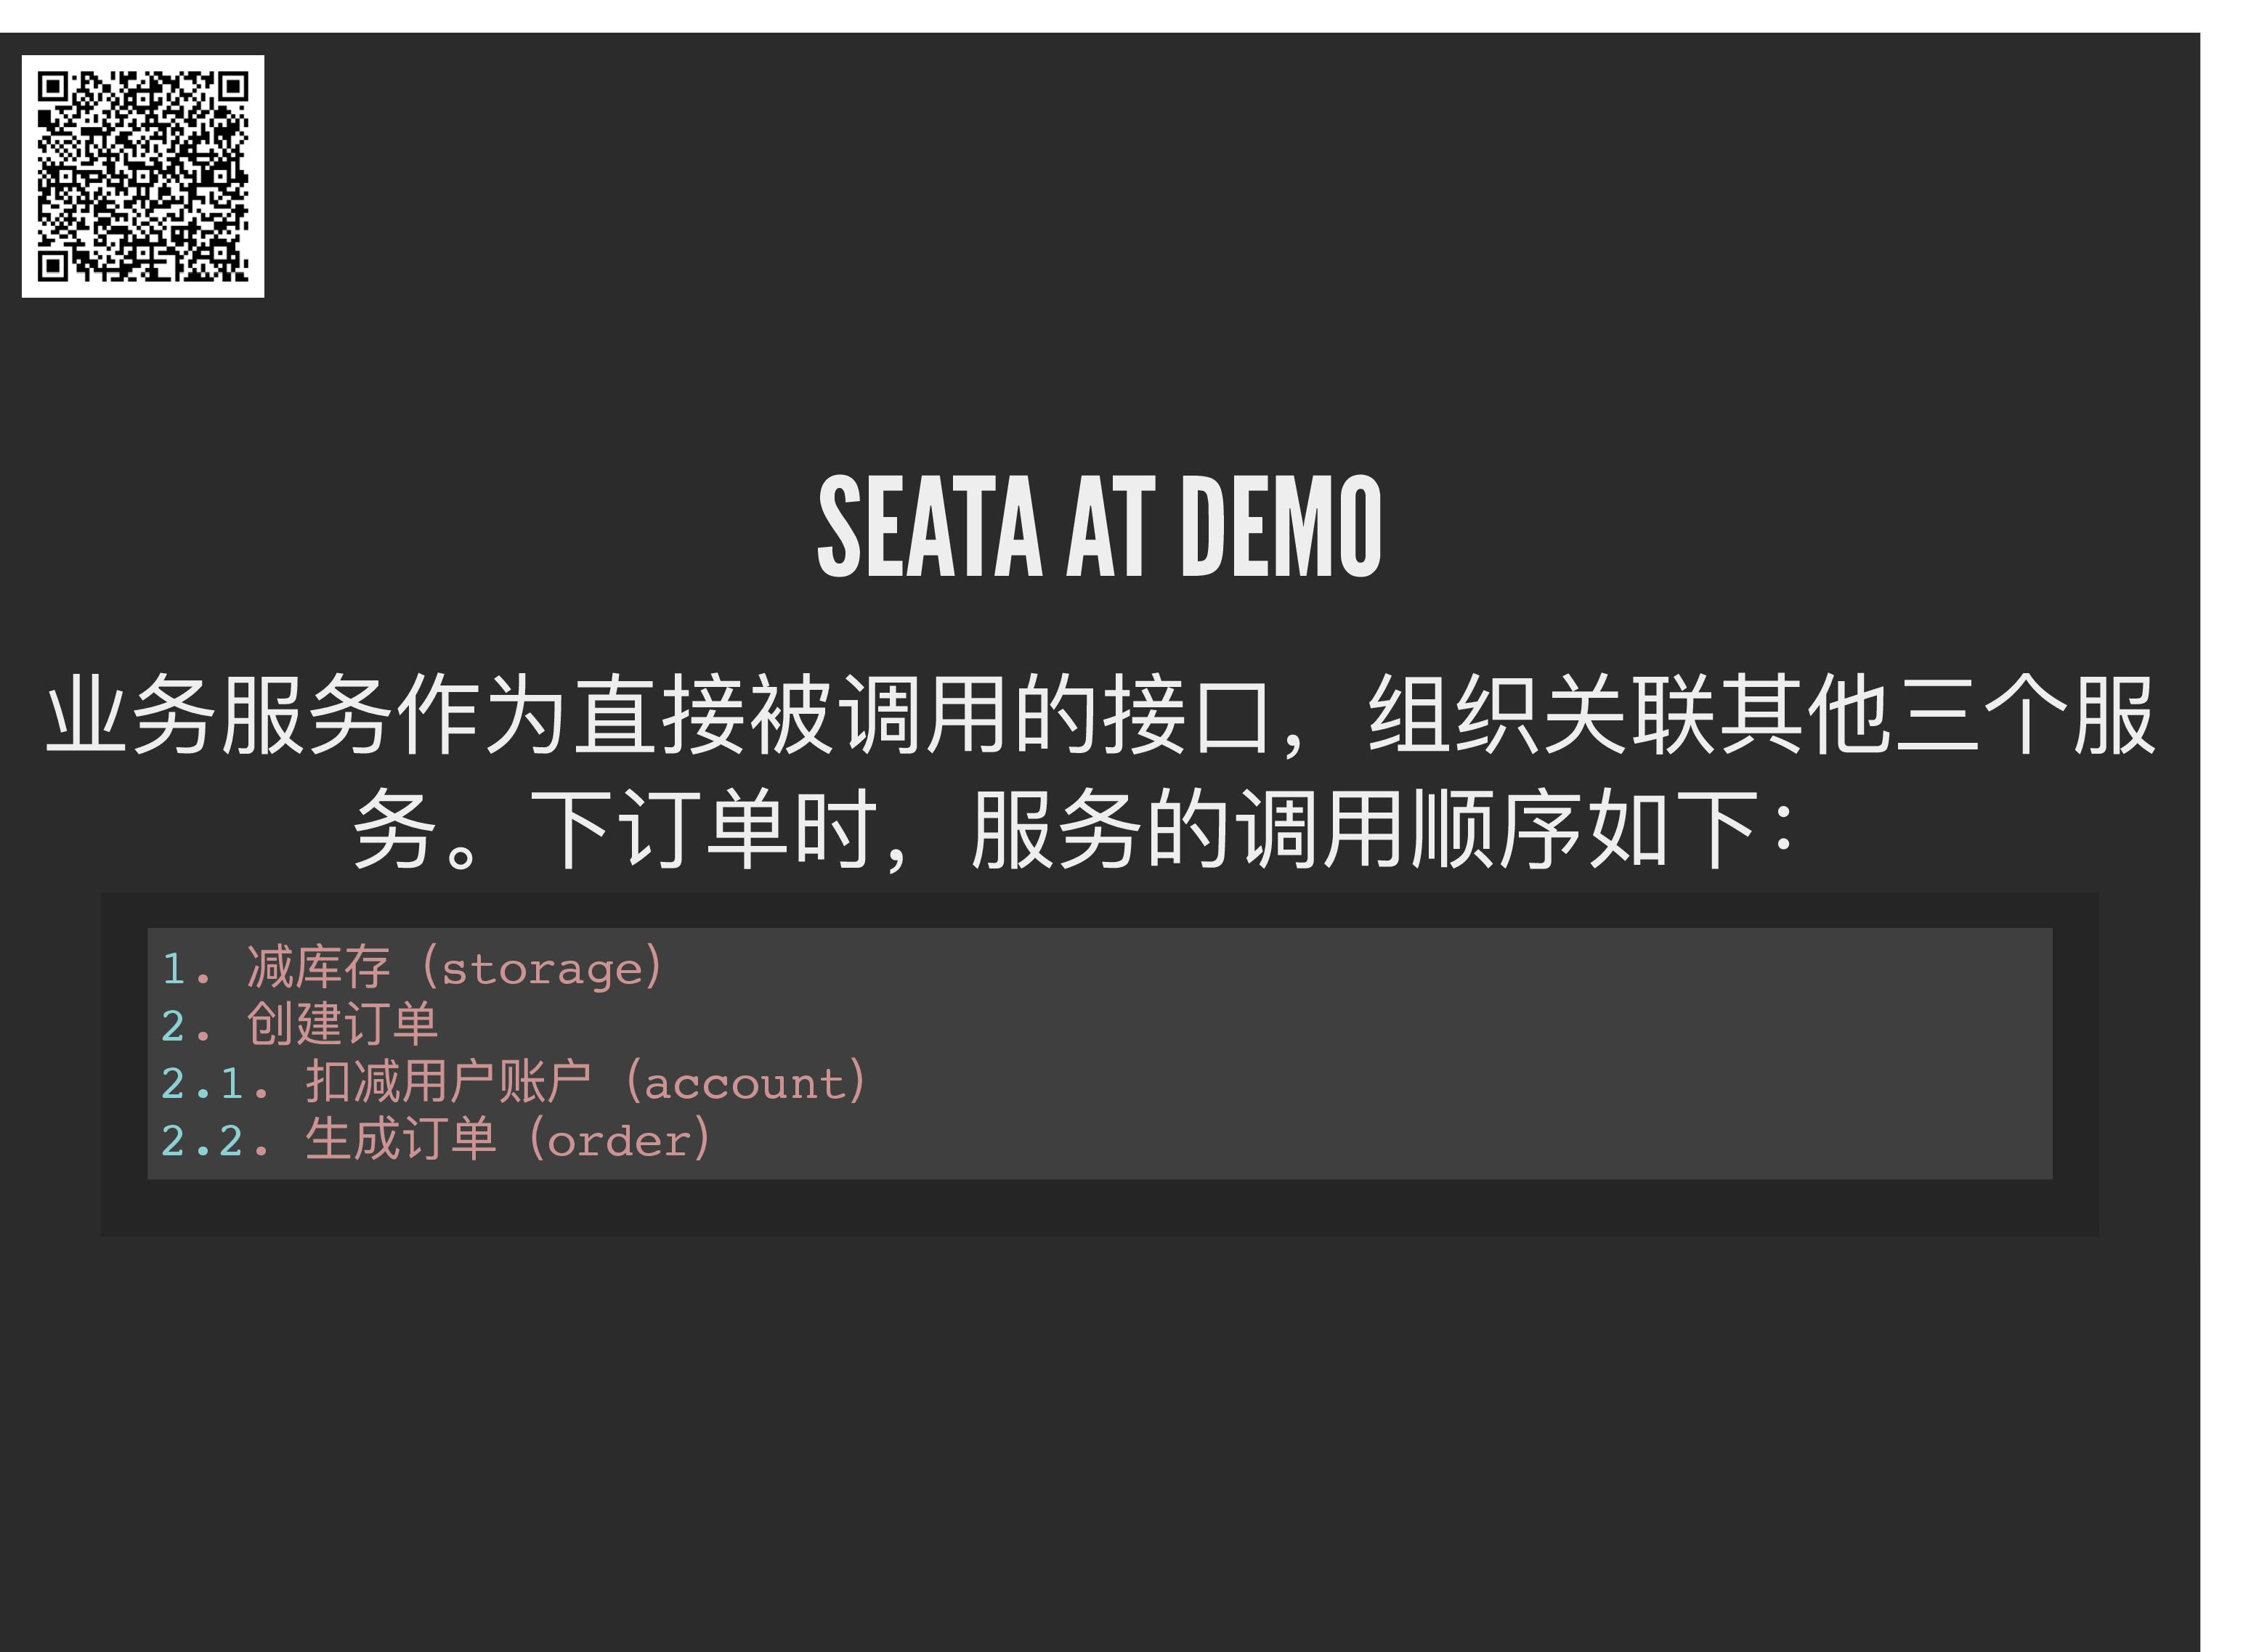 SEATA AT DEMO
业务服务作为直接被调用的接口，组织关联其他三个服
务。下订单时，服务的调用顺序如下：
1. 减库存（storage）
2. 创建订单
2.1. 扣减用户账户 （account）
2.2. 生成订单（order）